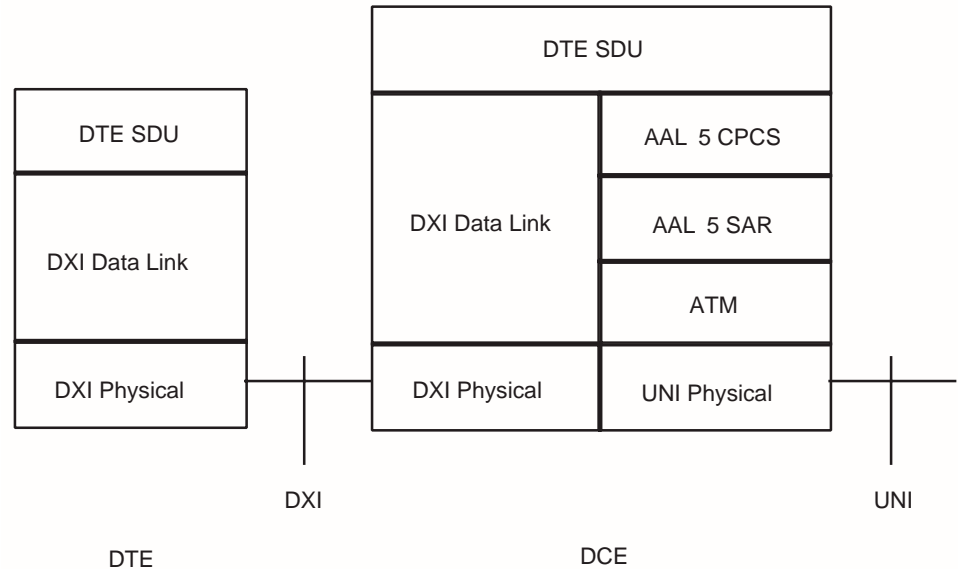 DTE SDU
DTE SDU
AAL 5 CPCS
DXI Data Link
AAL 5 SAR
DXI Data Link
ATM
DXI Physical
DXI Physical
UNI Physical
DXI
UNI
DTE
DCE